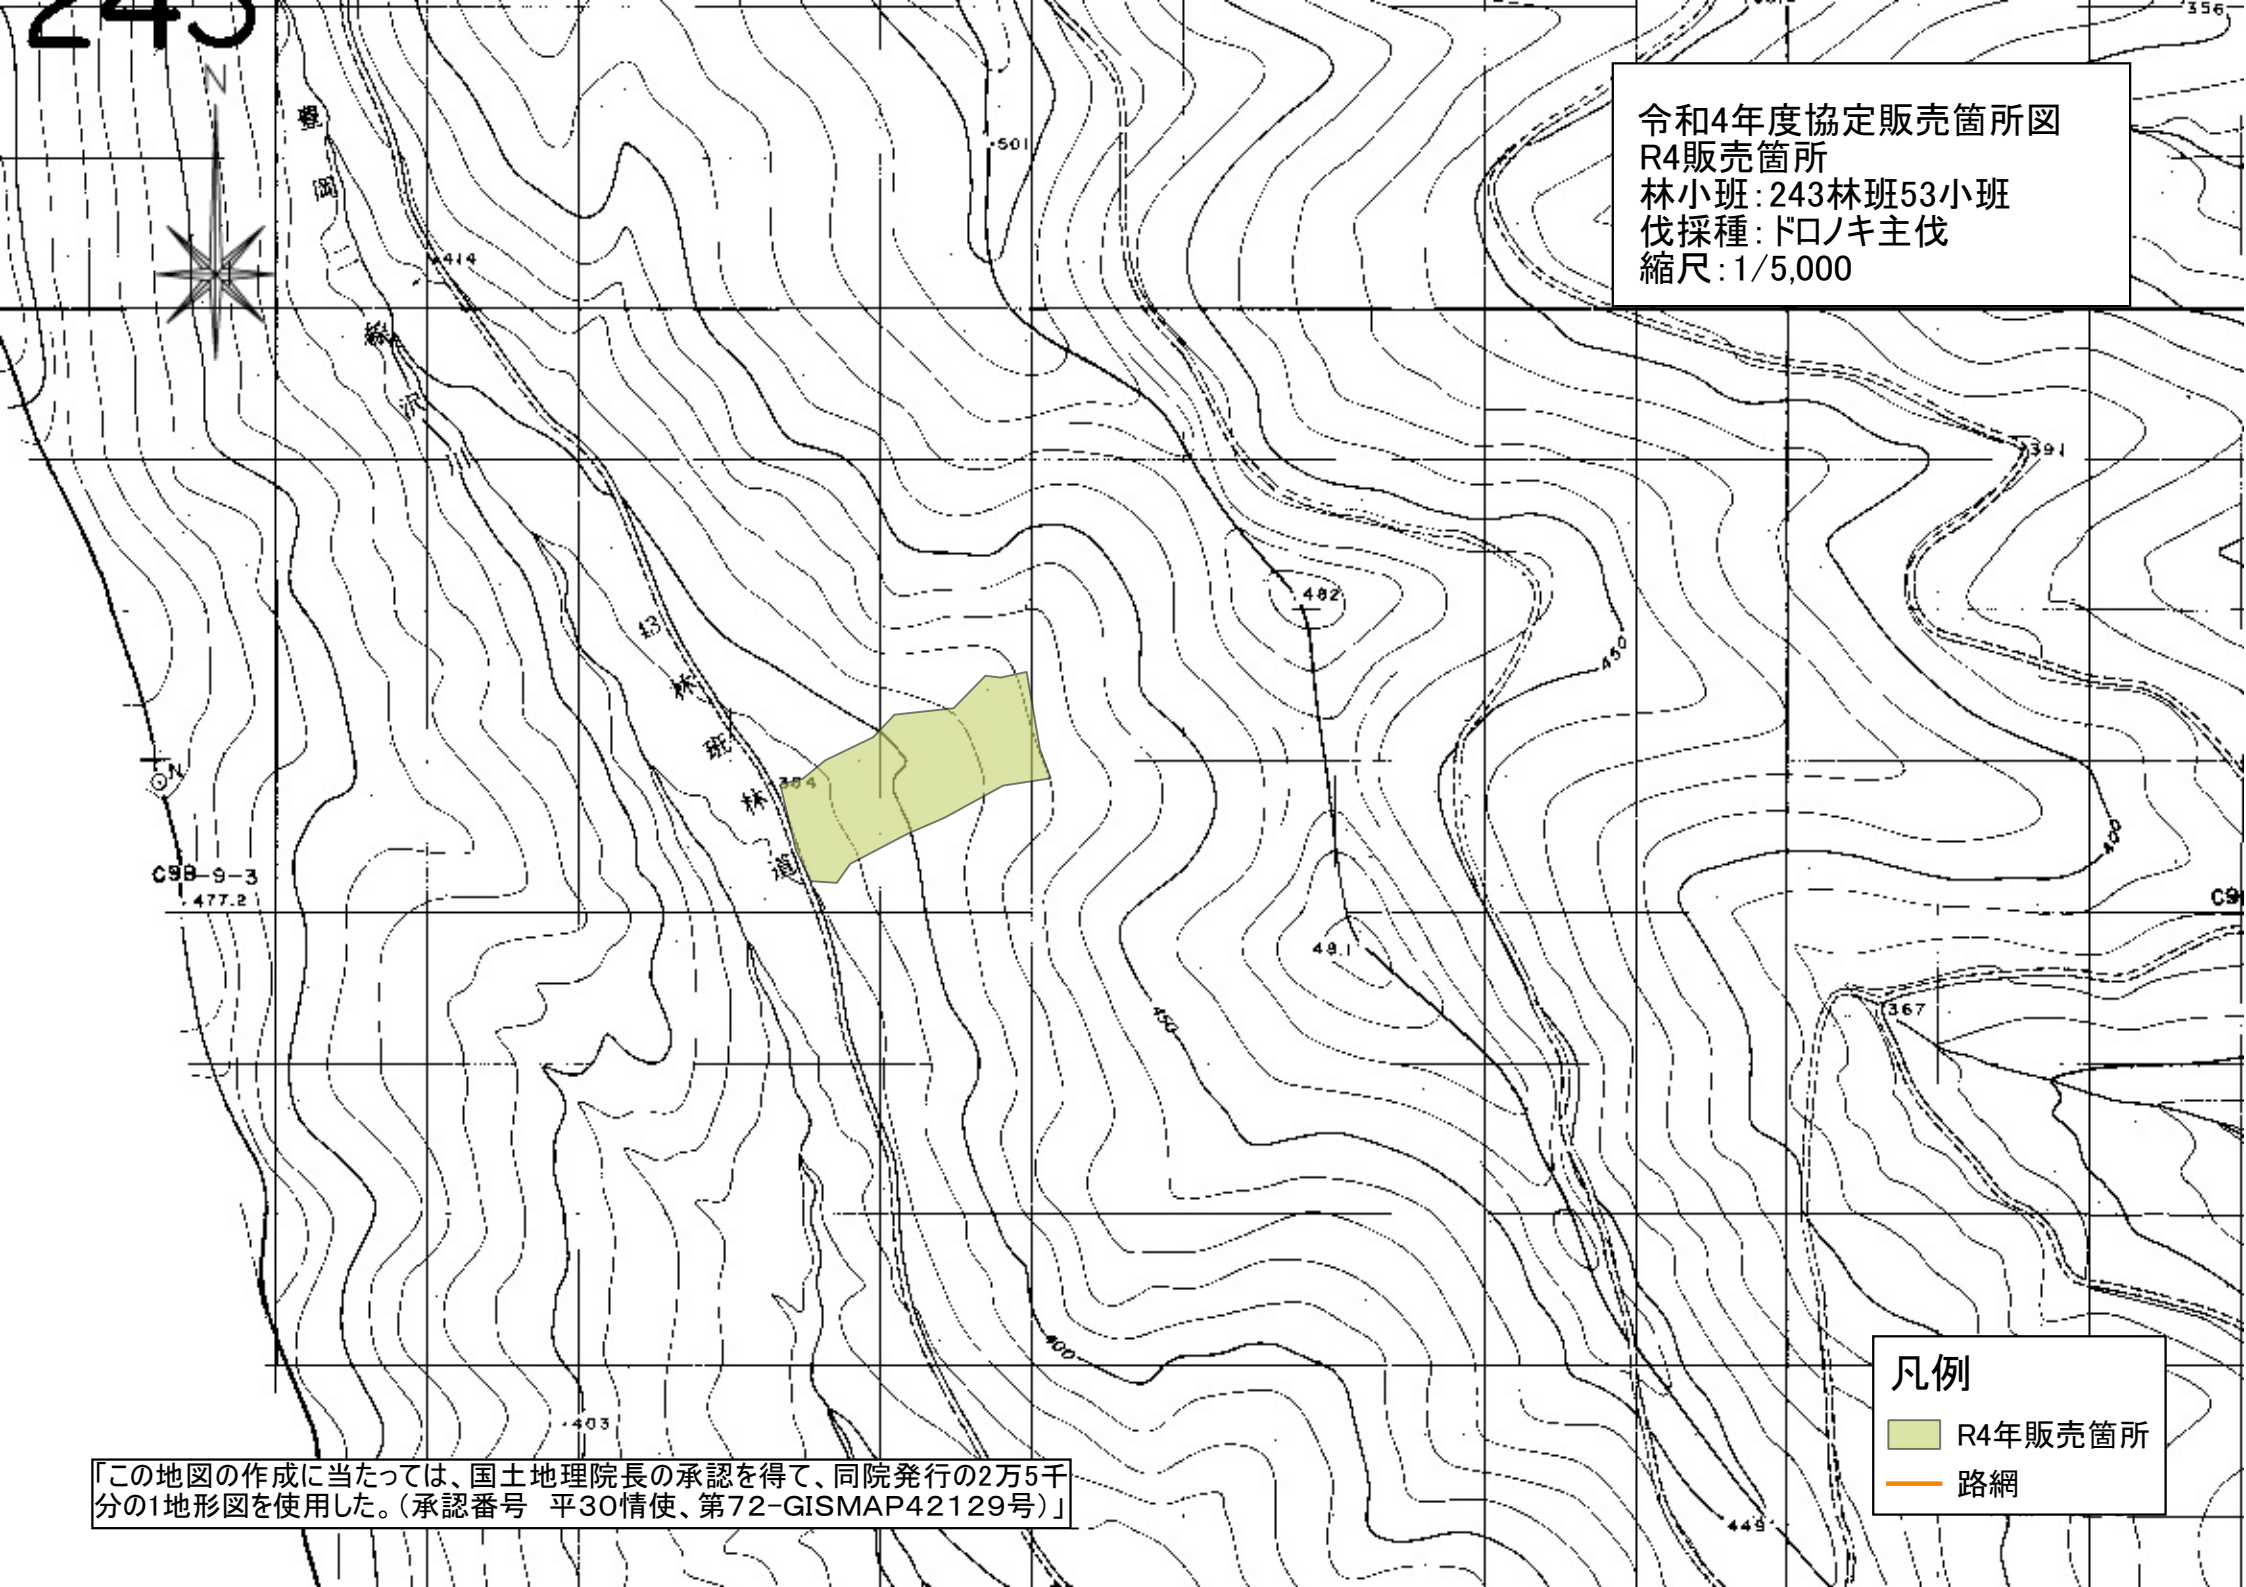 243
N
令和4年度協定販売箇所図
R4販売箇所
林小班:243林班53小班
伐採種:ドロノキ主伐
縮尺:1/5,000
356
501
414
沢
391
482
450
43
林
班
林
道
384
N
C98-9-3
477.2
400
481
450
367
400
403
449
凡例
R4年販売箇所
路網
「この地図の作成に当たっては、国土地理院長の承認を得て、同院発行の2万5千
分の1地形図を使用した。(承認番号　平30情使、第72-GISMAP42129号)」